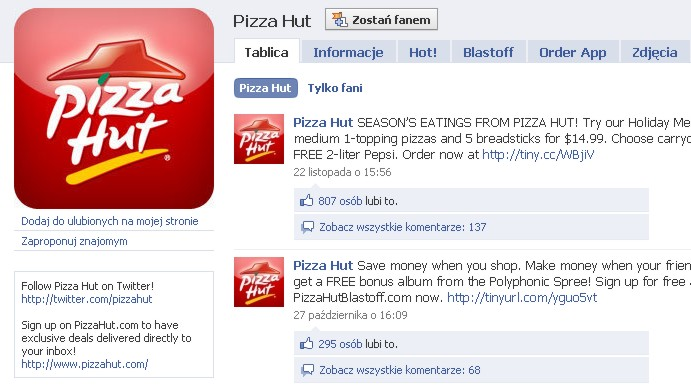 Pizza Hut
Zostań fanem
Tablica
Informacje
Hot!
Blastoff
Order App
Zdjęcia
Pizza Hut
Tylko fani
Pizza
Hut®
Dodaj do ulubionych na mojej stronie
Zaproponuj znajomym
Follow Pizza Hut on Twitter!
http://twitter.com/pizzahut
Sign up on PizzaHut.com to have
exclusive deals delivered directly to
your inbox!
http://www.pizzahut.com/
Pizza Hut
Pizza Hut SEASON'S EATINGS FROM PIZZA HUT! Try our Holiday Me
medium 1-topping pizzas and 5 breadsticks for $14.99. Choose carryo
FREE 2-liter Pepsi. Order now at http://tiny.cc/WBjiV
22 listopada o 15:56
807 osób lubi to.
Zobacz wszystkie komentarze: 137
Pizza Hut
Pizza Hut Save money when you shop. Make money when your frien
get a FREE bonus album from the Polyphonic Spree! Sign up for free
PizzaHutBlastoff.com now. http://tinyurl.com/yguo5vt
27 października o 16:09
295 osób lubi to.
Zobacz wszystkie komentarze: 68